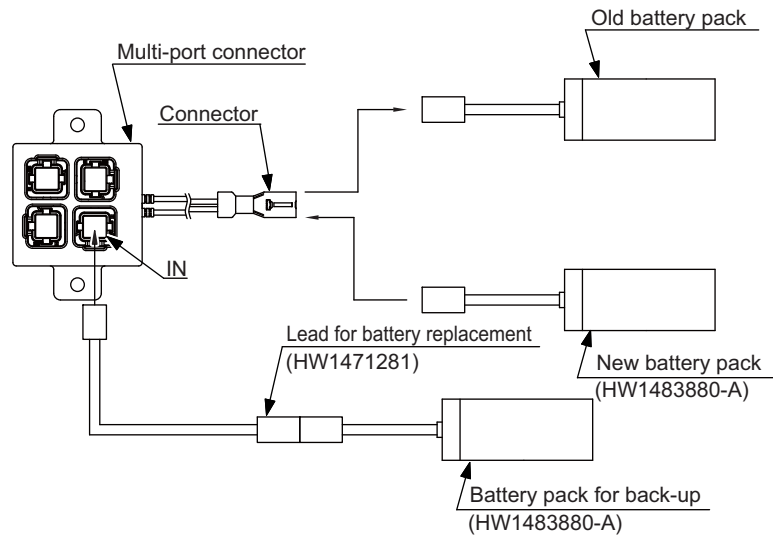 Old battery pack
Multi-port connector
Connector
IN
Lead for battery replacement
(HW1471281)
New battery pack
(HW1483880-A)
Battery pack for back-up
(HW1483880-A)